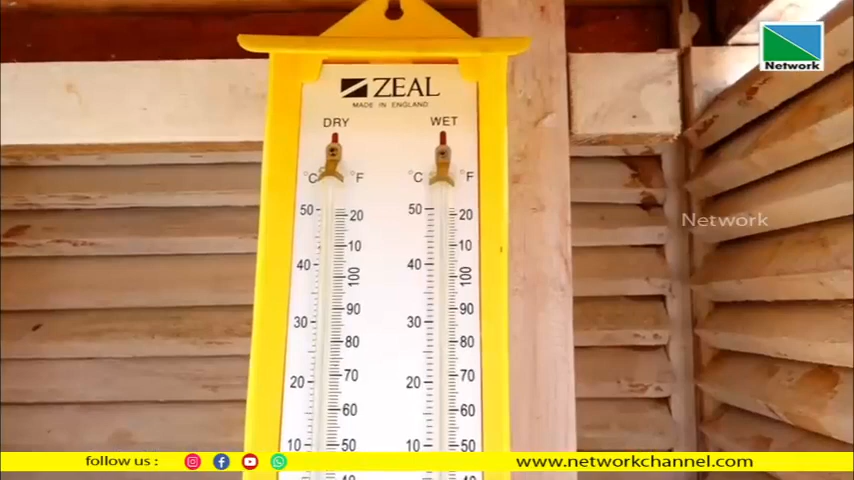 Network
ZEAL
MADE IN ENGLAND
DRY WET
°C °F °C °F
50 20 50 20
10 10
40 100 40 100
90 90
30 80 30 80
20 70 20 70
60 60
10 50 10 50
40 40
Network
follow us :
www.networkchannel.com